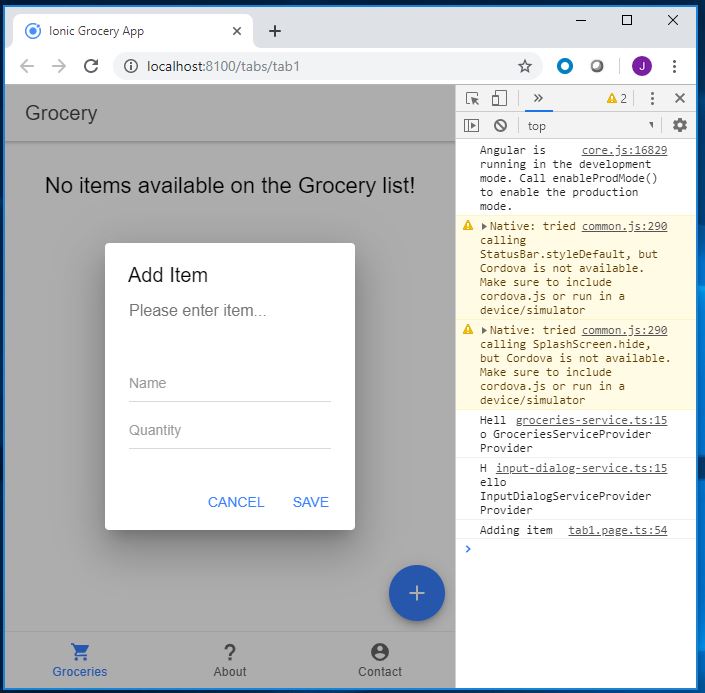 Ionic Grocery App
localhost:8100/tabs/tab1
Grocery
No items available on the Grocery list!
Add Item
Please enter item...
Name
Quantity
CANCEL
SAVE
Groceries
About
Contact
2
top
Angular is core.js:16829
running in the development
mode. Call enableProdMode()
to enable the production
mode.
Native: tried common.js:290
calling
StatusBar.styleDefault, but
Cordova is not available.
Make sure to include
cordova.js or run in a
device/simulator
Native: tried common.js:290
calling SplashScreen.hide,
but Cordova is not available.
Make sure to include
cordova.js or run in a
device/simulator
Hell groceries-service.ts:15
o GroceriesServiceProvider
Provider
H input-dialog-service.ts:15
ello
InputDialogServiceProvider
Provider
Adding item tab1.page.ts:54
J